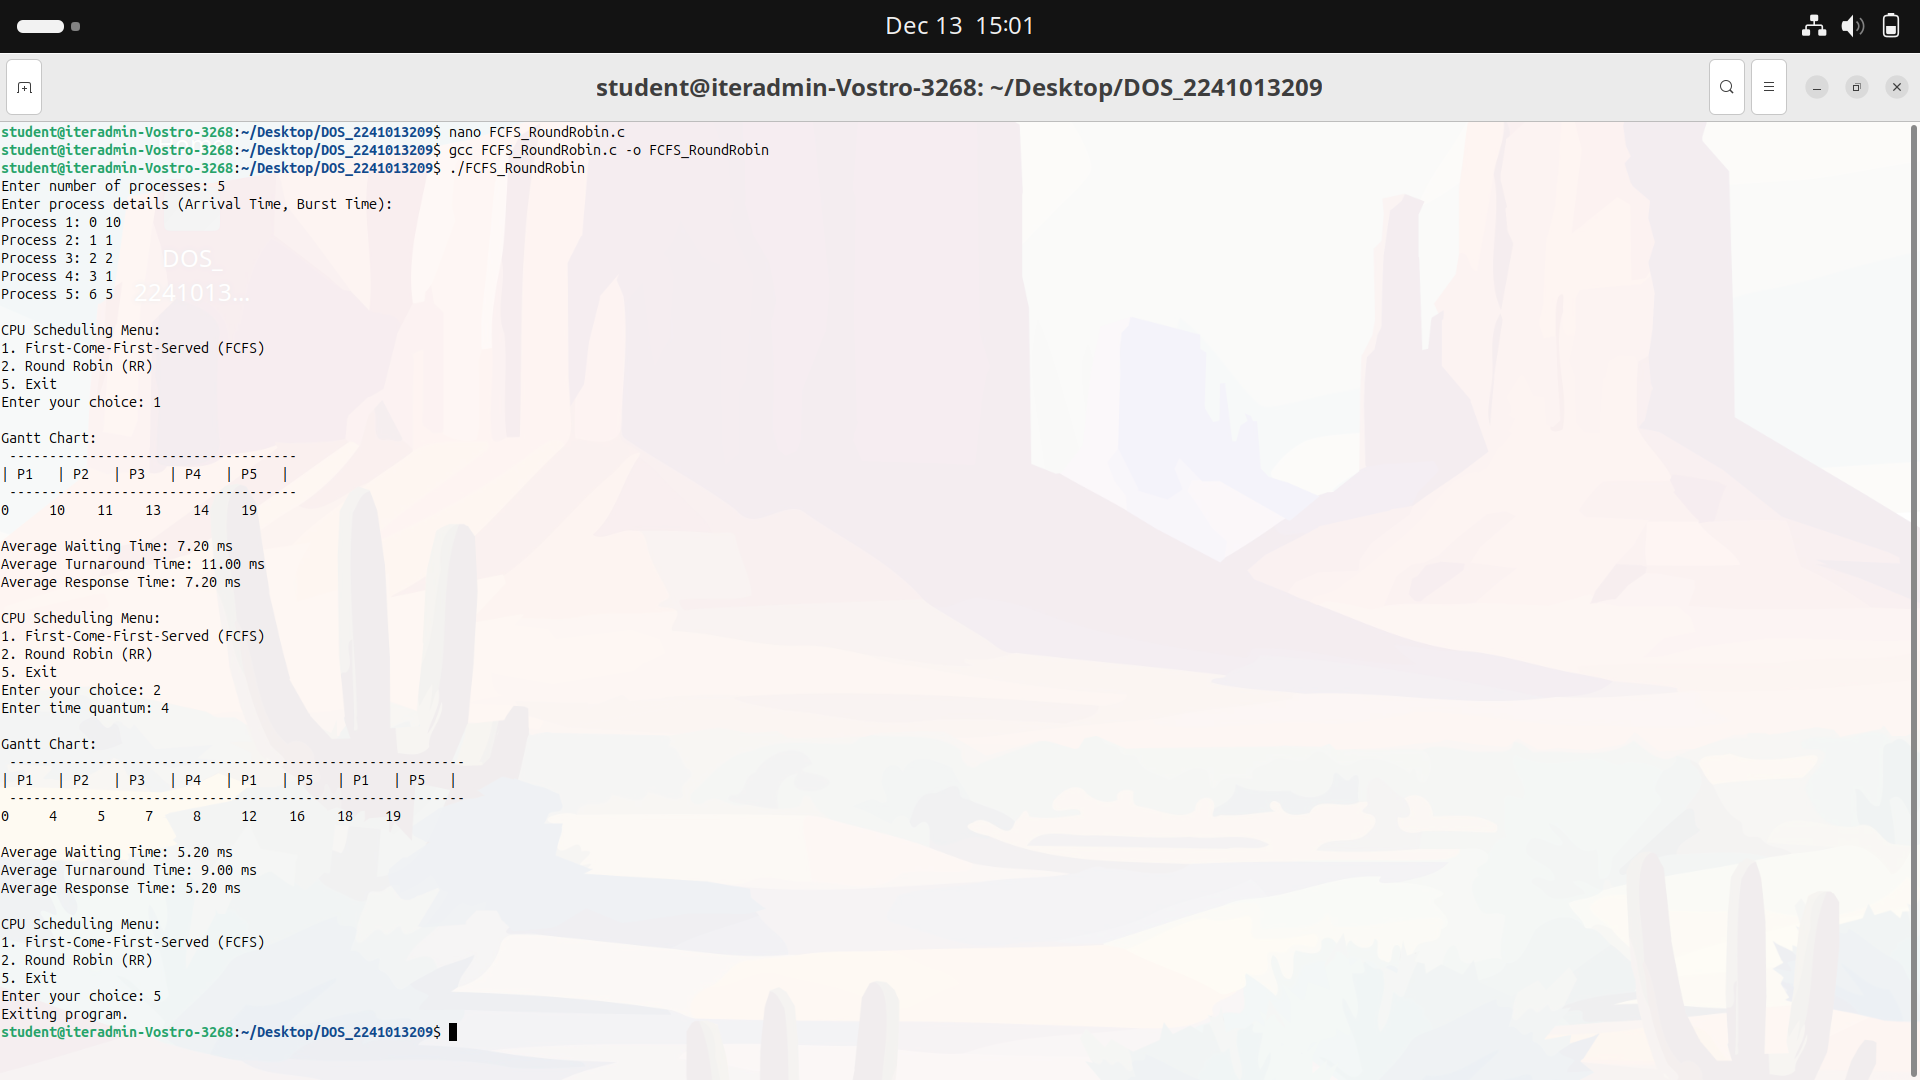 Dec 13 15:01
student@iteradmin-Vostro-3268: ~/Desktop/DOS_2241013209
student@iteradmin-Vostro-3268:~/Desktop/DOS_2241013209$ nano FCFS_RoundRobin.c
student@iteradmin-Vostro-3268:~/Desktop/DOS_2241013209$ gcc FCFS_RoundRobin.c -o FCFS_RoundRobin
student@iteradmin-Vostro-3268:~/Desktop/DOS_2241013209$ ./FCFS_RoundRobin
Enter number of processes: 5
Enter process details (Arrival Time, Burst Time):
Process 1: 0 10
Process 2: 1 1
Process 3: 2 2
Process 4: 3 1
Process 5: 6 5
DOS_
2241013...

CPU Scheduling Menu:
1. First-Come-First-Served (FCFS)
2. Round Robin (RR)
5. Exit
Enter your choice: 1

Gantt Chart:
 ------------------------------------
| P1   | P2   | P3   | P4   | P5   |
 ------------------------------------
0     10    11    13    14    19

Average Waiting Time: 7.20 ms
Average Turnaround Time: 11.00 ms
Average Response Time: 7.20 ms

CPU Scheduling Menu:
1. First-Come-First-Served (FCFS)
2. Round Robin (RR)
5. Exit
Enter your choice: 2
Enter time quantum: 4

Gantt Chart:
 ---------------------------------------------------------
| P1   | P2   | P3   | P4   | P1   | P5   | P1   | P5   |
 ---------------------------------------------------------
0     4     5     7     8     12    16    18    19

Average Waiting Time: 5.20 ms
Average Turnaround Time: 9.00 ms
Average Response Time: 5.20 ms

CPU Scheduling Menu:
1. First-Come-First-Served (FCFS)
2. Round Robin (RR)
5. Exit
Enter your choice: 5
Exiting program.
student@iteradmin-Vostro-3268:~/Desktop/DOS_2241013209$